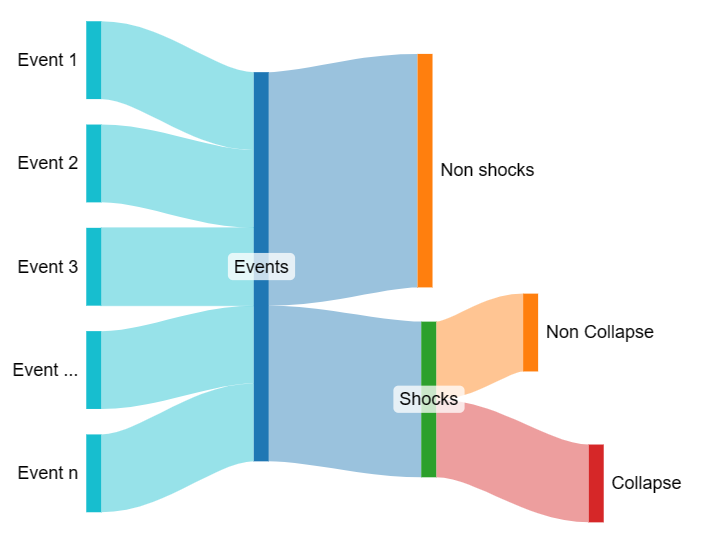 Event 1
Event 2
Event 3
Event ...
Event n
Events
Non shocks
Shocks
Non Collapse
Collapse